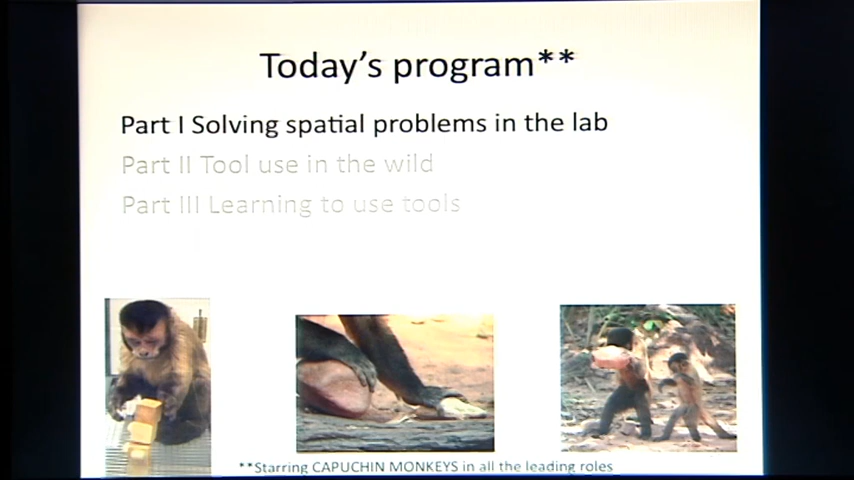 Today's program**
Part I Solving spatial problems in the lab
Part II Tool use in the wild
Part III Learning to use tools
**Starring CAPUCHIN MONKEYS in all the leading roles